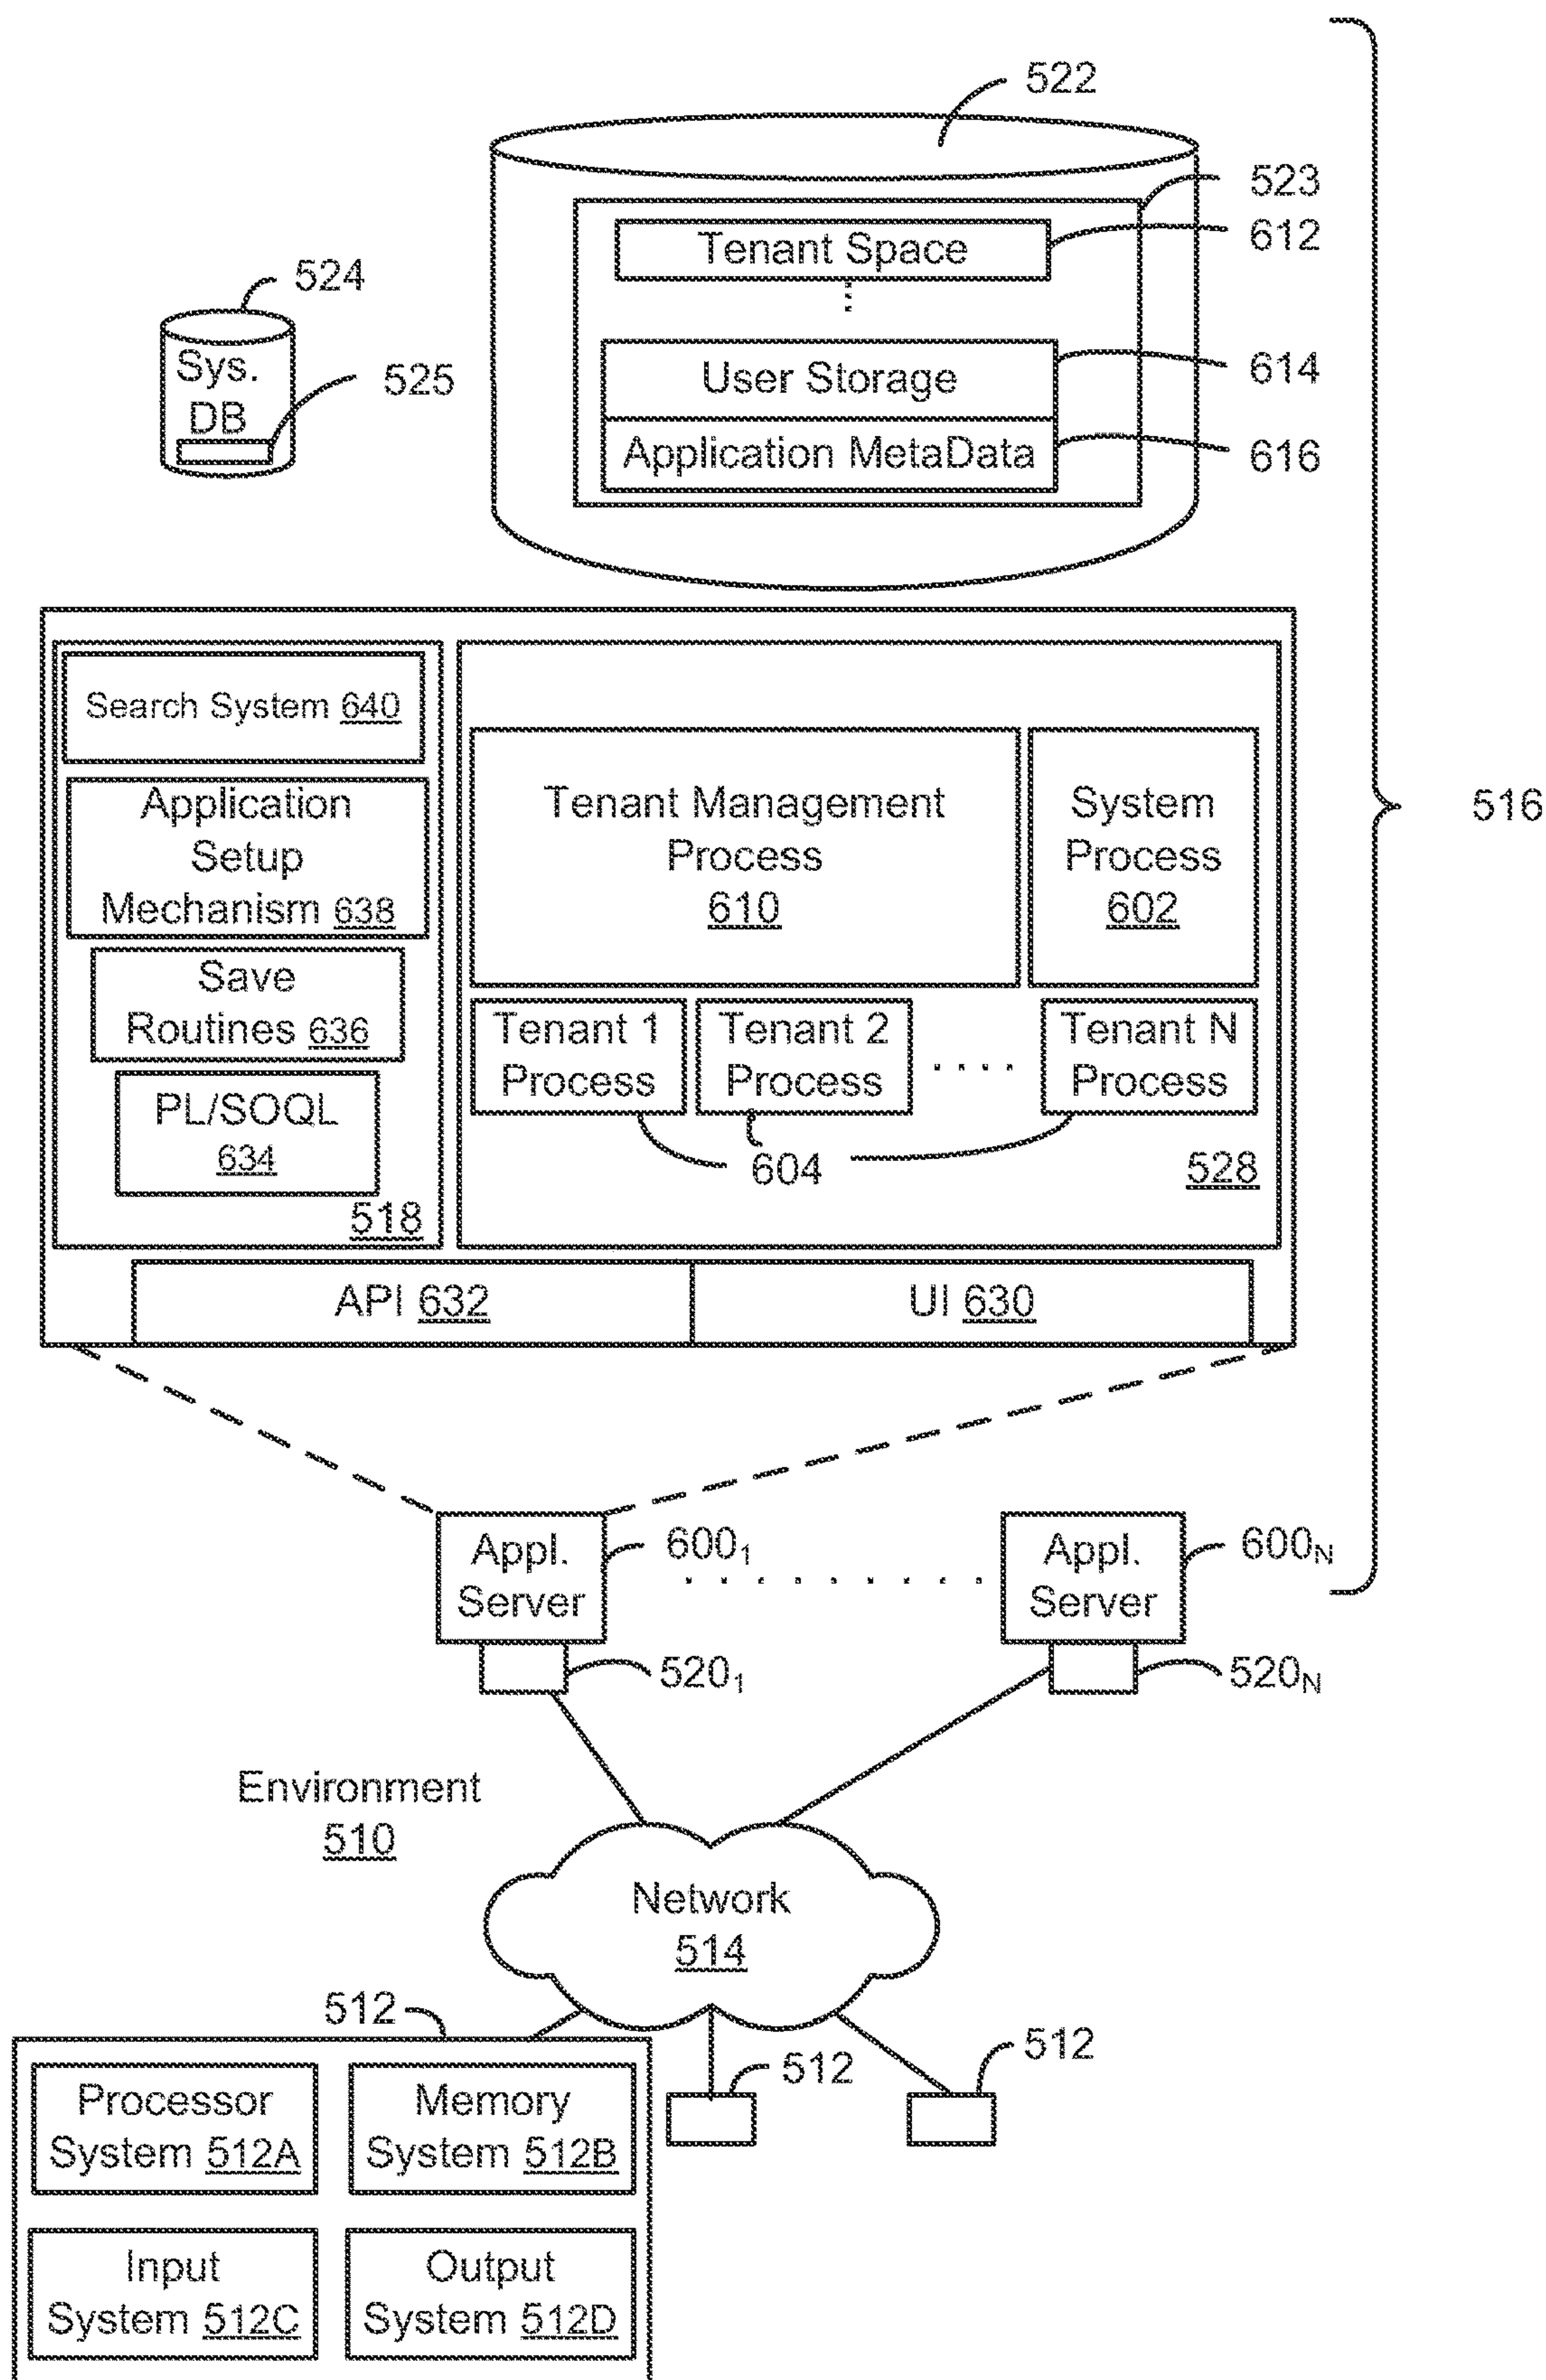 522
523
Tenant Space
612
524
Sys.
DB
525
User Storage
614
Application MetaData
616
Search System 640
Application
Setup
Mechanism 638
Save
Routines 636
PL/SOQL
634
518
Tenant Management
Process
610
System
Process
602
516
Tenant 1
Process
Tenant 2
Process
. . . .
Tenant N
Process
604
528
API 632
UI 630
Appl.
Server
600₁
. . . . . . . . .
Appl.
Server
600N
520₁
520N
Environment
510
Network
514
512
512
512
Processor
System 512A
Memory
System 512B
Input
System 512C
Output
System 512D